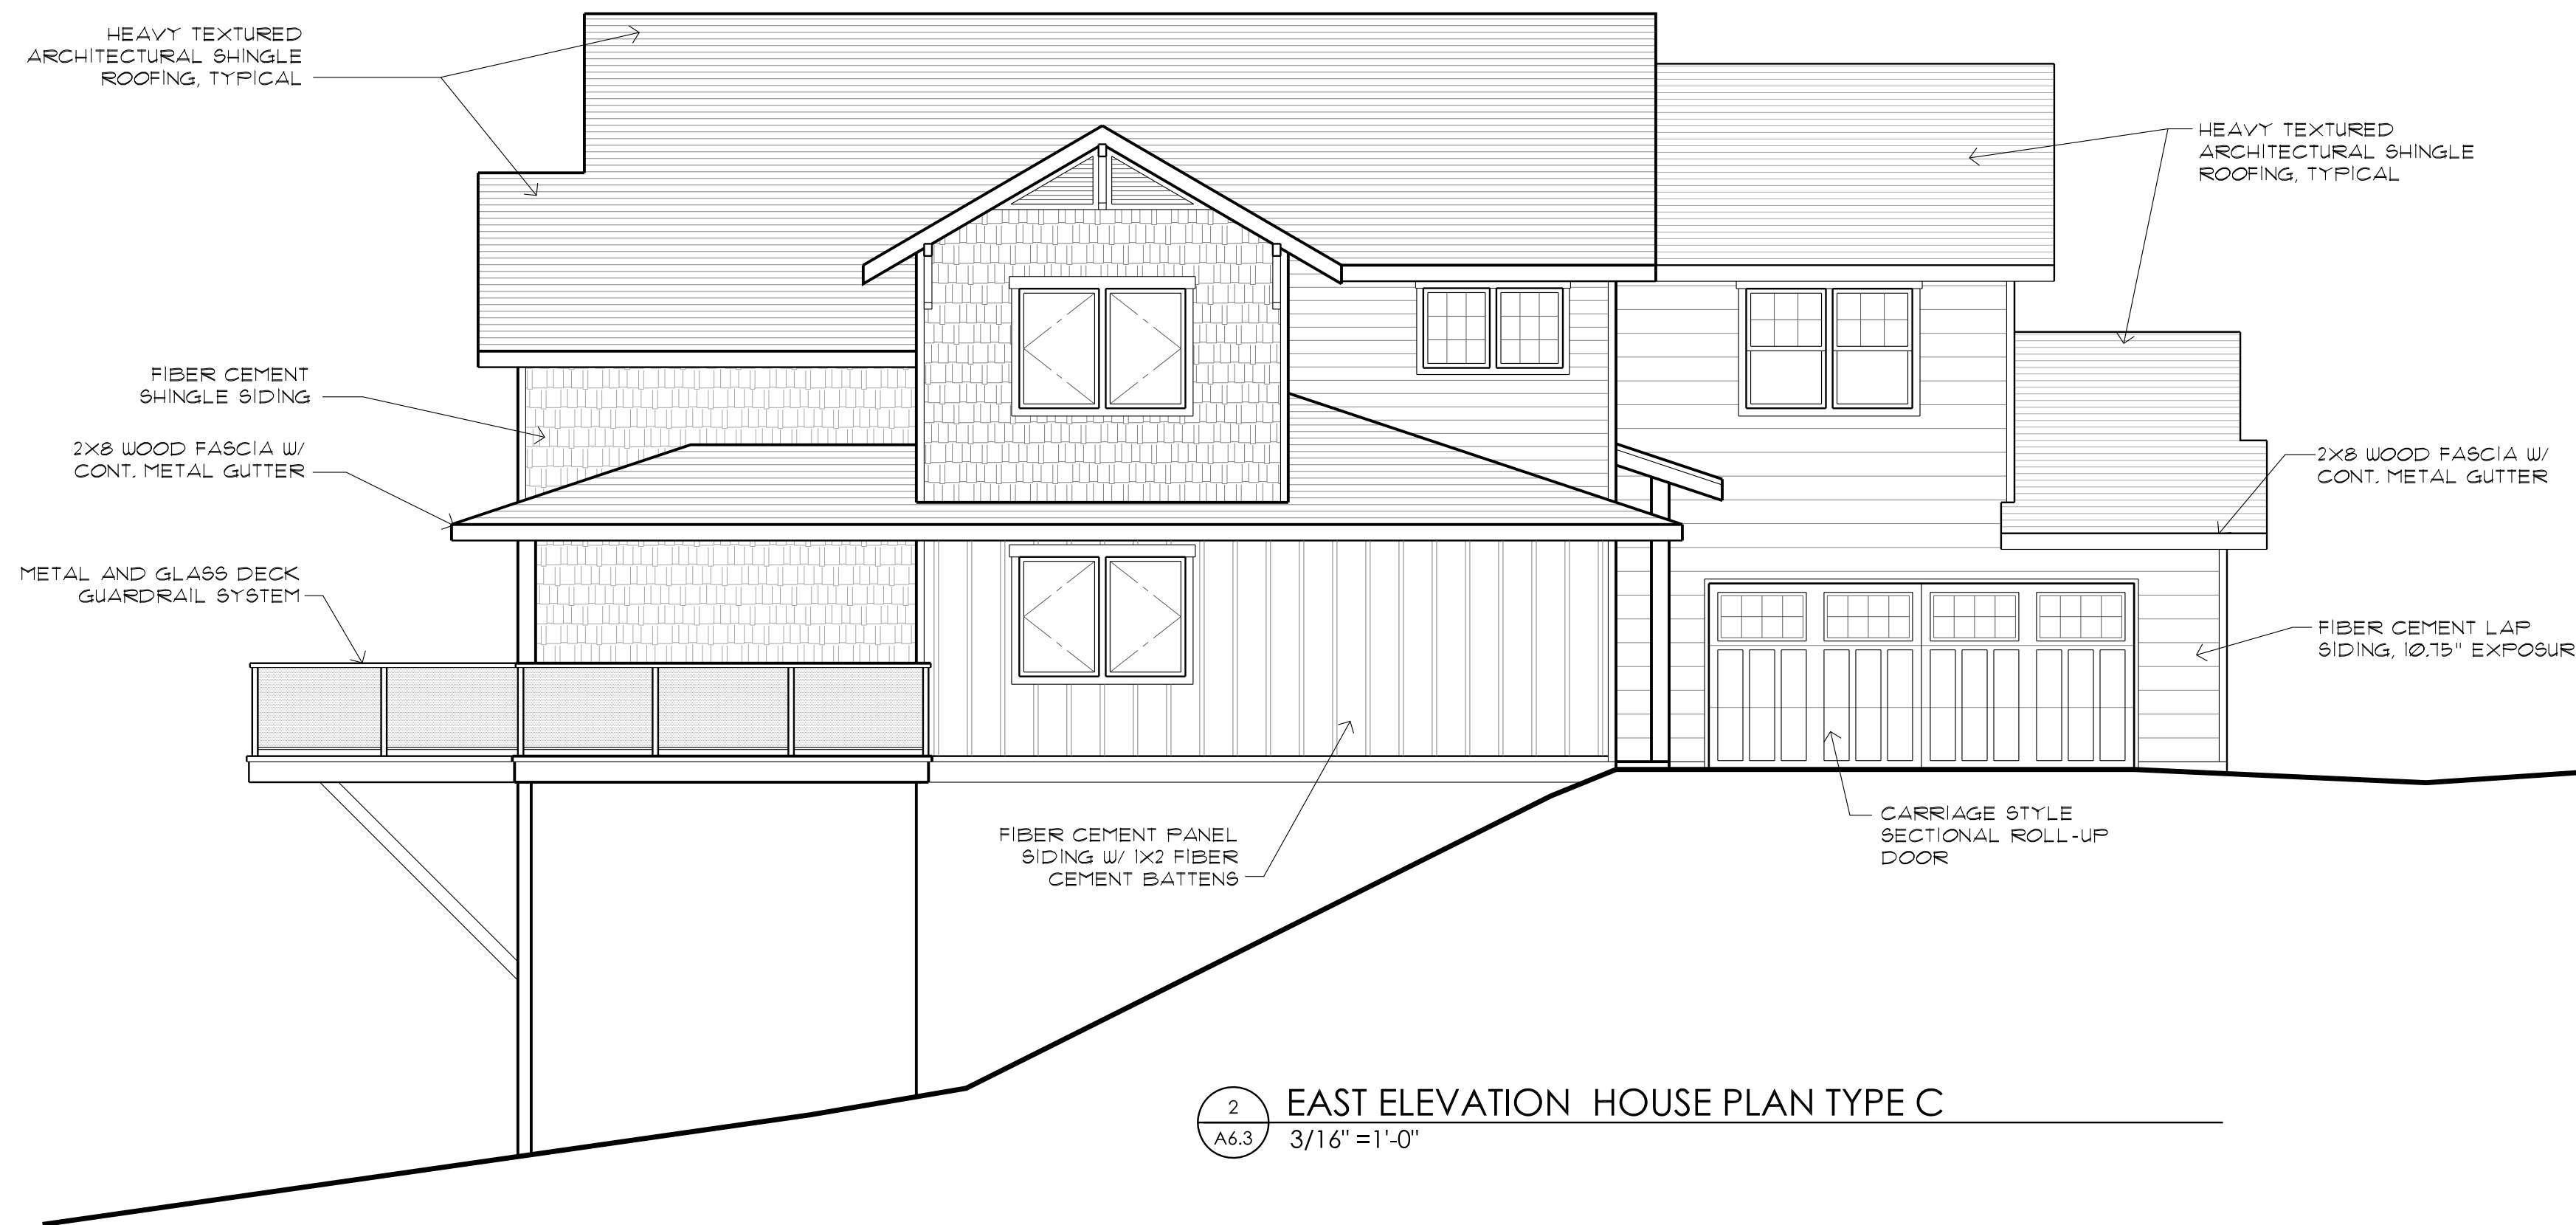 HEAVY TEXTURED
ARCHITECTURAL SHINGLE
ROOFING, TYPICAL
HEAVY TEXTURED
ARCHITECTURAL SHINGLE
ROOFING, TYPICAL
FIBER CEMENT
SHINGLE SIDING
2X8 WOOD FASCIA W/
CONT. METAL GUTTER
2X8 WOOD FASCIA W/
CONT. METAL GUTTER
METAL AND GLASS DECK
GUARDRAIL SYSTEM
FIBER CEMENT LAP
SIDING, 10.75" EXPOSUR
FIBER CEMENT PANEL
SIDING W/ 1X2 FIBER
CEMENT BATTENS
CARRIAGE STYLE
SECTIONAL ROLL-UP
DOOR
2
A6.3
EAST ELEVATION HOUSE PLAN TYPE C
3/16" =1'-0"